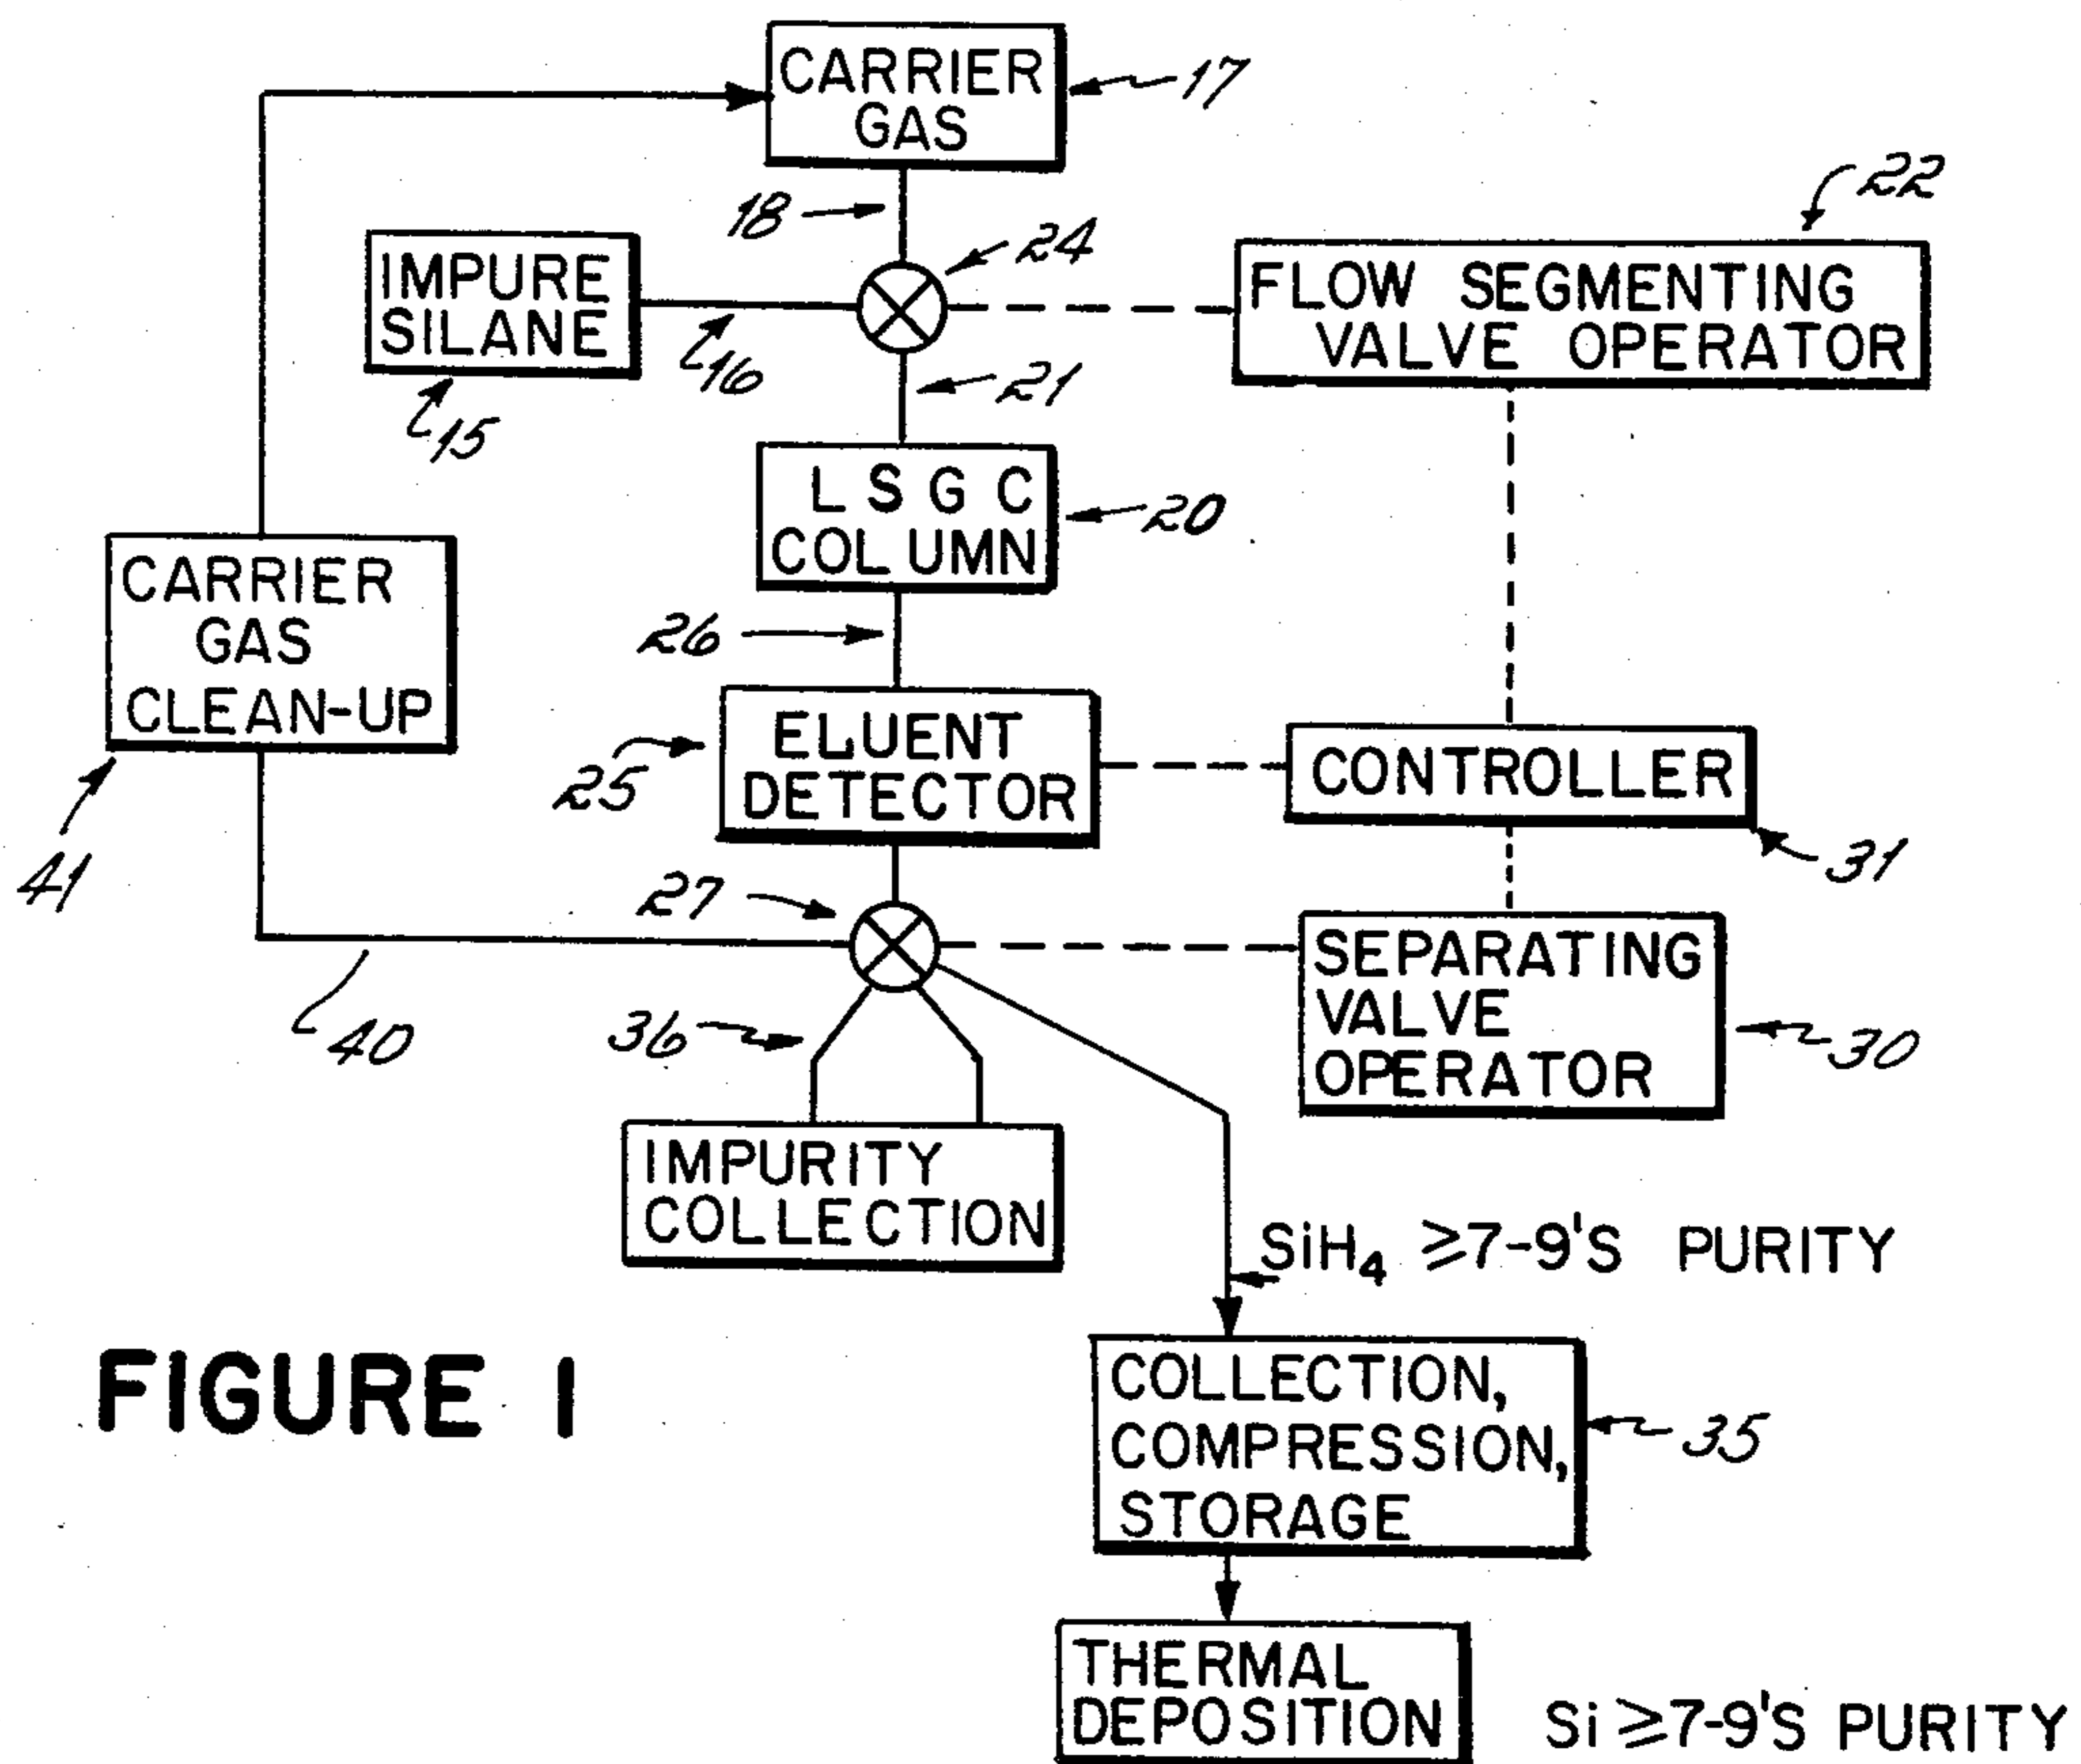 CARRIER
GAS
17
18
24
22
IMPURE
SILANE
16
15
FLOW SEGMENTING
VALVE OPERATOR
21
L S G C
COLUMN
20
CARRIER
GAS
CLEAN-UP
41
26
ELUENT
DETECTOR
25
CONTROLLER
31
27
40
SEPARATING
VALVE
OPERATOR
30
36
IMPURITY
COLLECTION
SiH₄ ≥7-9'S PURITY
FIGURE 1
COLLECTION,
COMPRESSION,
STORAGE
35
THERMAL
DEPOSITION
Si ≥7-9'S PURITY